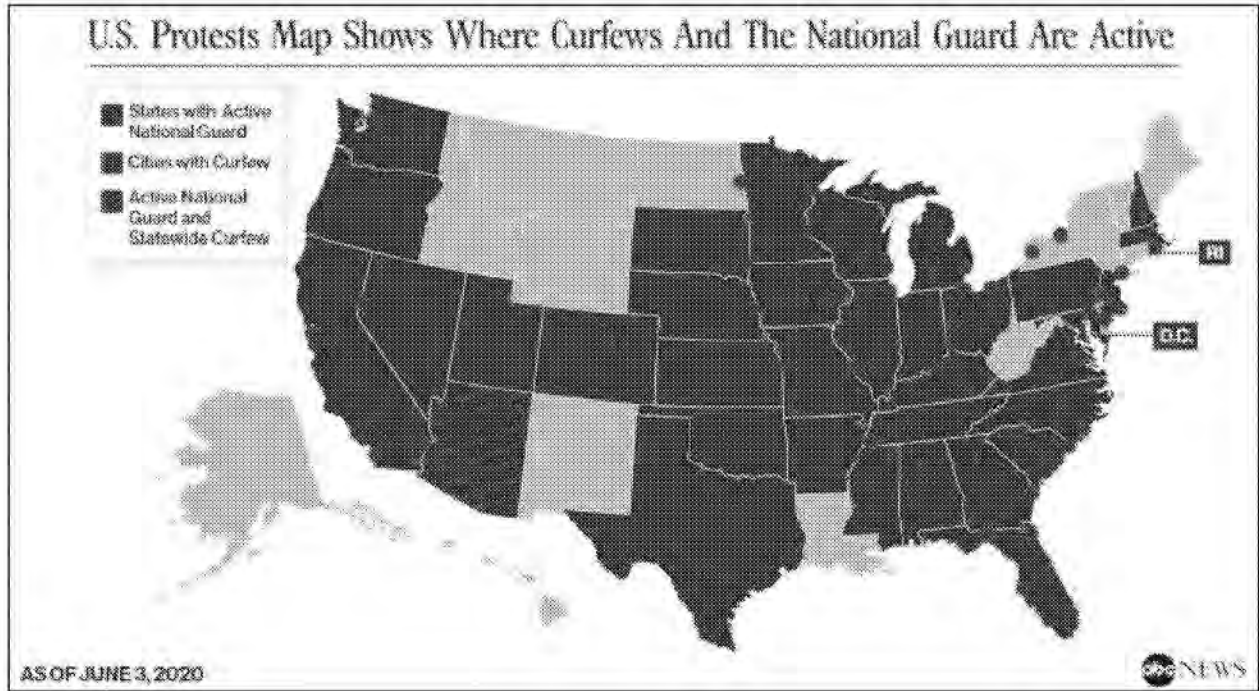 U.S. Protests Map Shows Where Curfews And The National Guard Are Active
States with Active
National Guard
Cities with Curfew
Active National
Guard and
Statewide Curfew
RI
D.C.
AS OF JUNE 3, 2020
abc NEWS